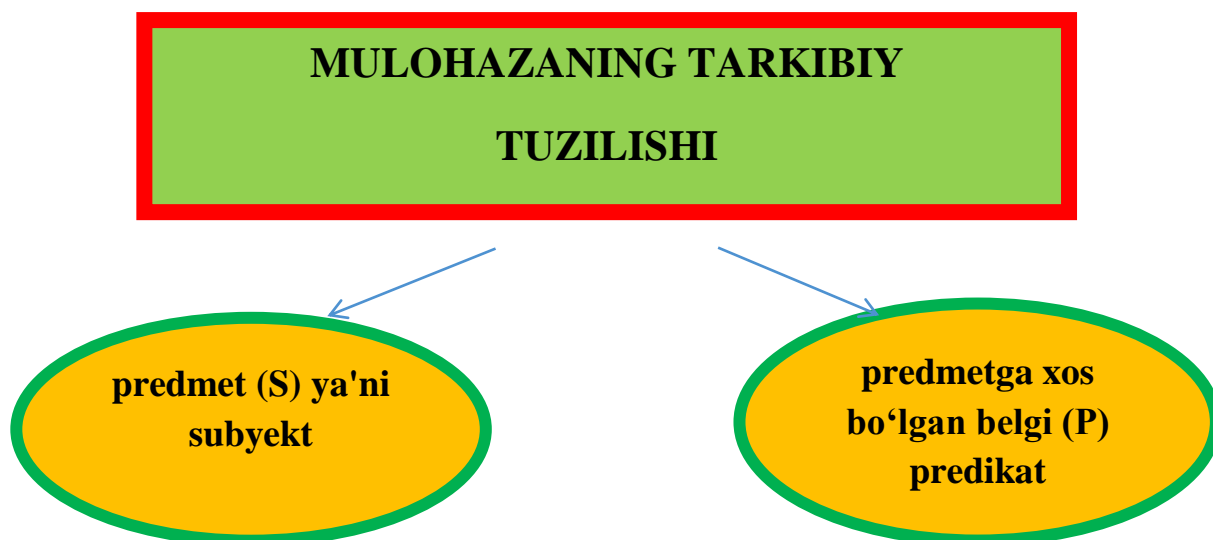 MULOHAZANING TARKIBIY
TUZILISHI
predmet (S) ya'ni
subyekt
predmetga xos
bo‘lgan belgi (P)
predikat